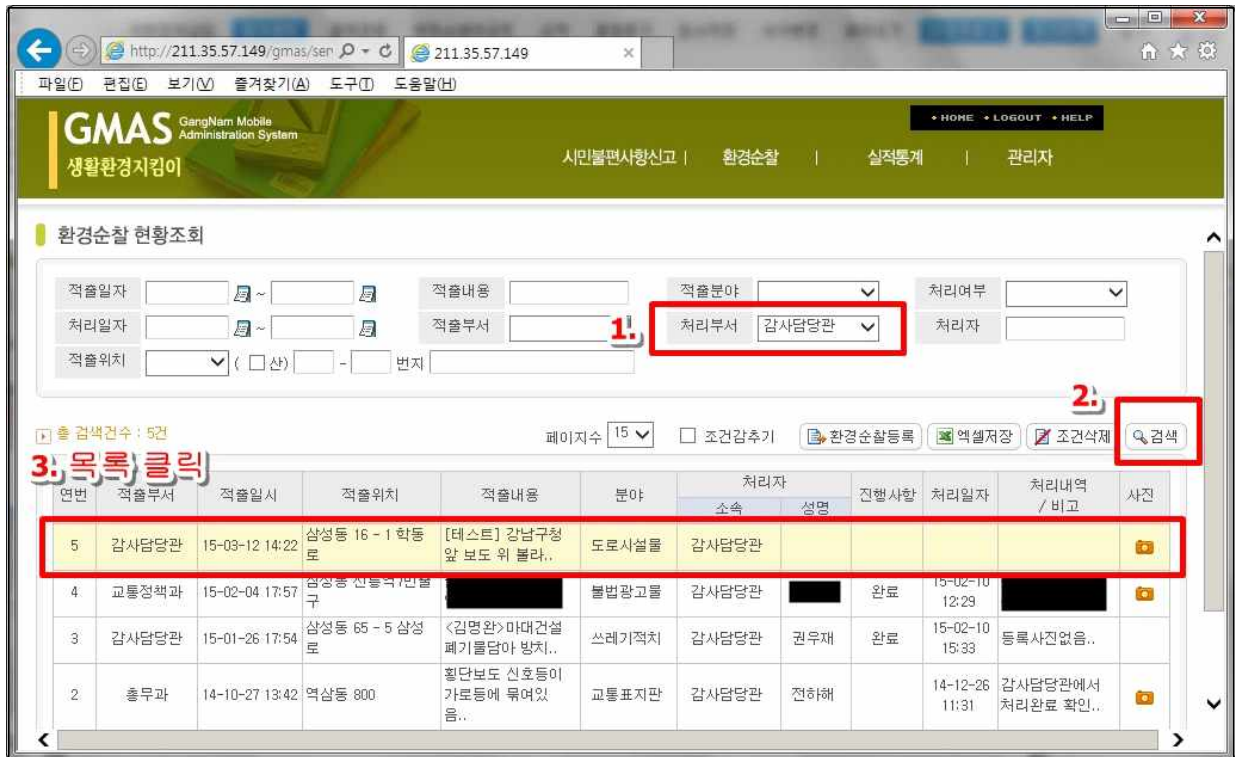 http://211.35.57.149/gmas/ser
211.35.57.149
파일(F) 편집(E) 보기(V) 즐겨찾기(A) 도구(T) 도움말(H)
GMAS GangNam Mobile Administration System
생활환경지킴이
HOME LOGOUT HELP
시민불편사항신고 | 환경순찰 | 실적통계 | 관리자
환경순찰 현황조회
적출일자 ~ 적출내용 적출분야 처리여부
처리일자 ~ 적출부서 1. 처리부서 감사담당관 처리자
적출위치 ( 산) - 번지
2.
총 검색건수 : 5건 페이지수 15 조건감추기 환경순찰등록 엑셀저장 조건삭제 검색
3. 목록 클릭
연번 적출부서 적출일시 적출위치 적출내용 분야 처리자 진행사항 처리일자 처리내역 / 비고 사진
소속 성명
5 감사담당관 15-03-12 14:22 삼성동 16 - 1 학동로 [테스트] 강남구청 앞 보도 위 볼라.. 도로시설물 감사담당관
4 교통정책과 15-02-04 17:57 삼성동 선릉역7번출구 불법광고물 감사담당관 완료 15-02-10 12:29
3 감사담당관 15-01-26 17:54 삼성동 65 - 5 삼성로 <김명완>마대건설폐기물담아 방치.. 쓰레기적치 감사담당관 권우재 완료 15-02-10 15:33 등록사진없음..
2 총무과 14-10-27 13:42 역삼동 800 횡단보도 신호등이 가로등에 묶여있음.. 교통표지판 감사담당관 전하해 14-12-26 11:31 감사담당관에서 처리완료 확인..